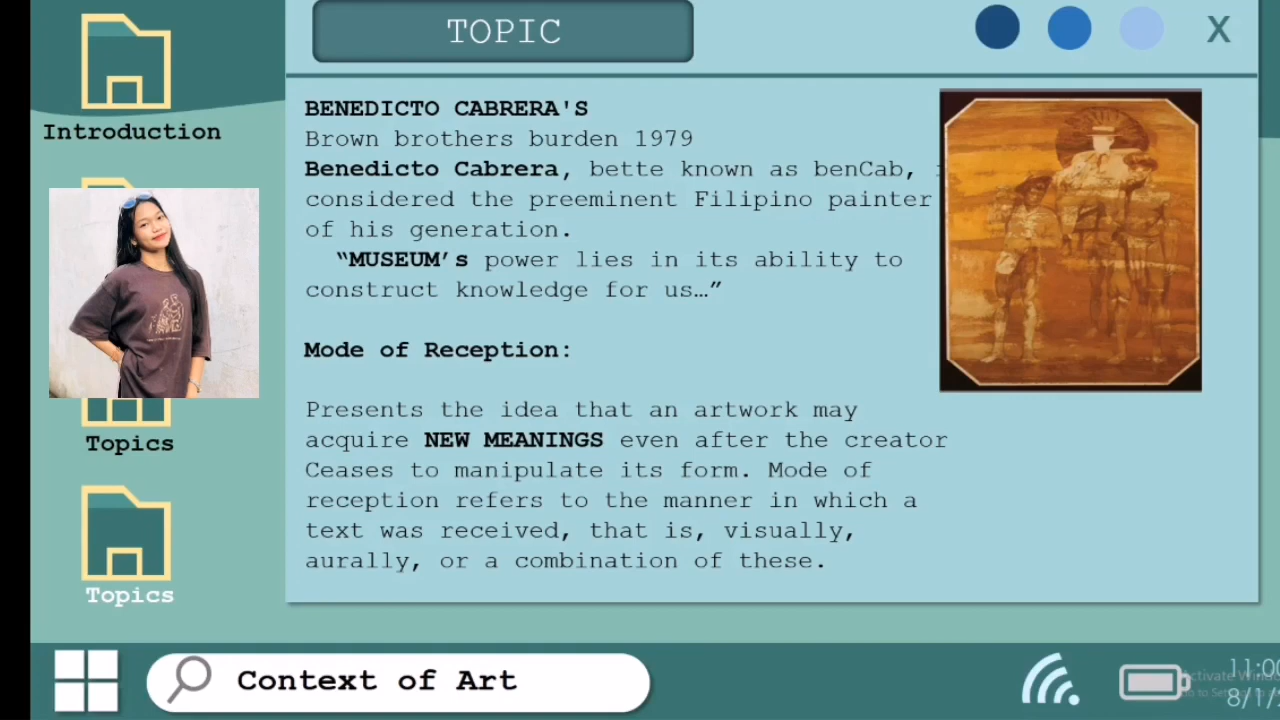 TOPIC
X
Introduction
BENEDICTO CABRERA'S
Brown brothers burden 1979
Benedicto Cabrera, bette known as benCab,
considered the preeminent Filipino painter
of his generation.
“MUSEUM’s power lies in its ability to
construct knowledge for us…”
Mode of Reception:
Presents the idea that an artwork may
acquire NEW MEANINGS even after the creator
Ceases to manipulate its form. Mode of
reception refers to the manner in which a
text was received, that is, visually,
aurally, or a combination of these.
Topics
Topics
Context of Art
11:00
8/1/